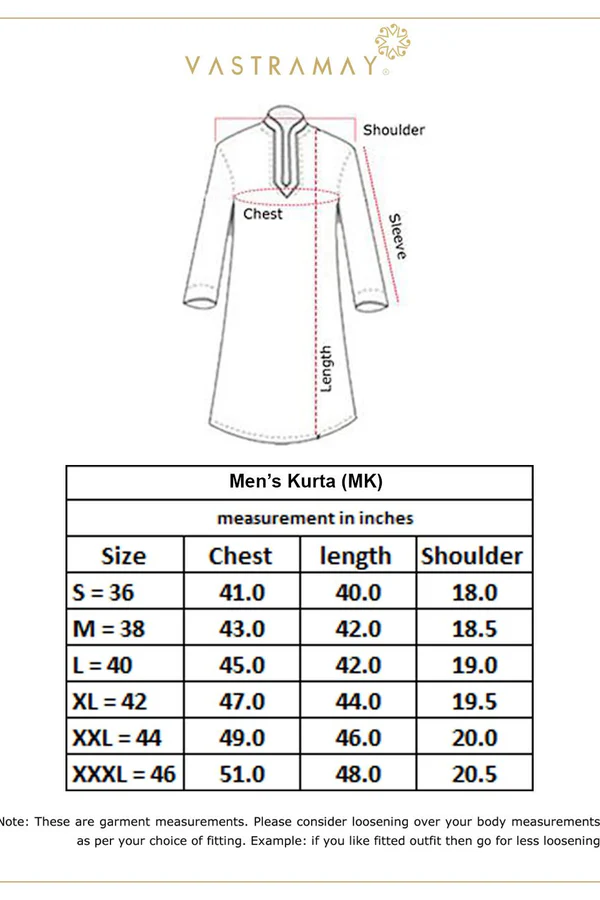 VASTRAMAY®
Shoulder
Chest
Sleeve
Length
Men's Kurta (MK)
measurement in inches
Size Chest length Shoulder
S = 36 41.0 40.0 18.0
M = 38 43.0 42.0 18.5
L = 40 45.0 42.0 19.0
XL = 42 47.0 44.0 19.5
XXL = 44 49.0 46.0 20.0
XXXL = 46 51.0 48.0 20.5
Note: These are garment measurements. Please consider loosening over your body measurements
as per your choice of fitting. Example: if you like fitted outfit then go for less loosening